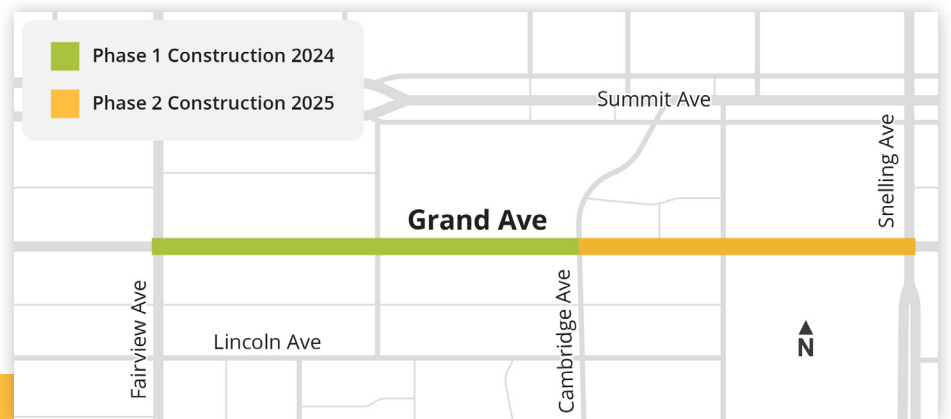 Phase 1 Construction 2024
Phase 2 Construction 2025
Summit Ave
Snelling Ave
Grand Ave
Fairview Ave
Cambridge Ave
Lincoln Ave
N